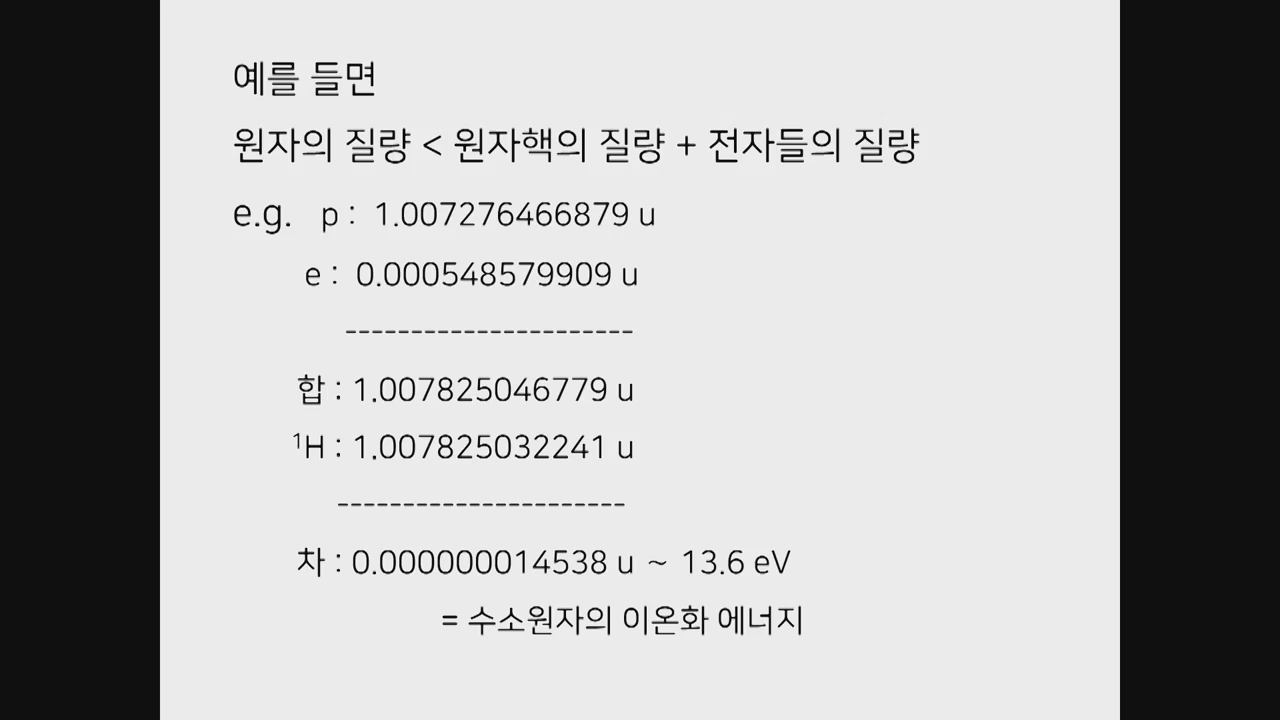 예를 들면
원자의 질량 < 원자핵의 질량 + 전자들의 질량
e.g. p : 1.007276466879 u
e : 0.000548579909 u
----------------------
합 : 1.007825046779 u
¹H : 1.007825032241 u
----------------------
차 : 0.000000014538 u ~ 13.6 eV
= 수소원자의 이온화 에너지